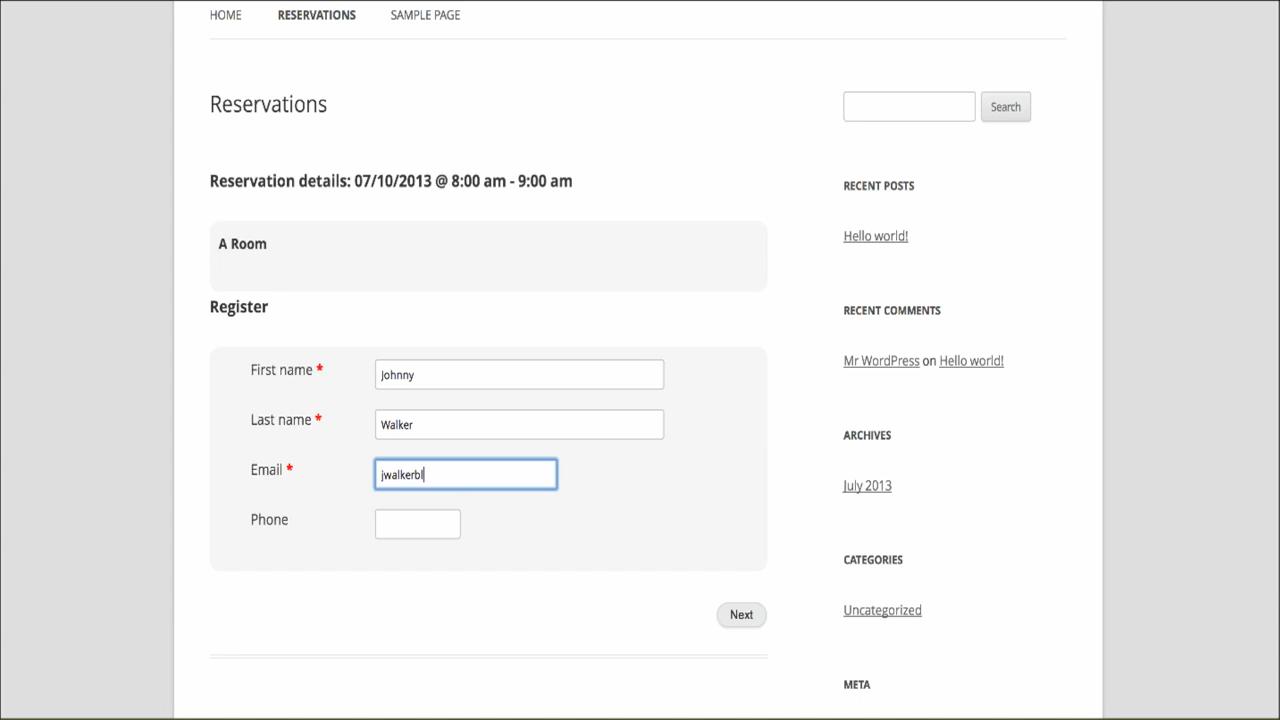 HOME RESERVATIONS SAMPLE PAGE
Reservations
Search
Reservation details: 07/10/2013 @ 8:00 am - 9:00 am
A Room
Register
First name * Johnny
Last name * Walker
Email * jwalkerbl
Phone
Next
RECENT POSTS
Hello world!
RECENT COMMENTS
Mr WordPress on Hello world!
ARCHIVES
July 2013
CATEGORIES
Uncategorized
META